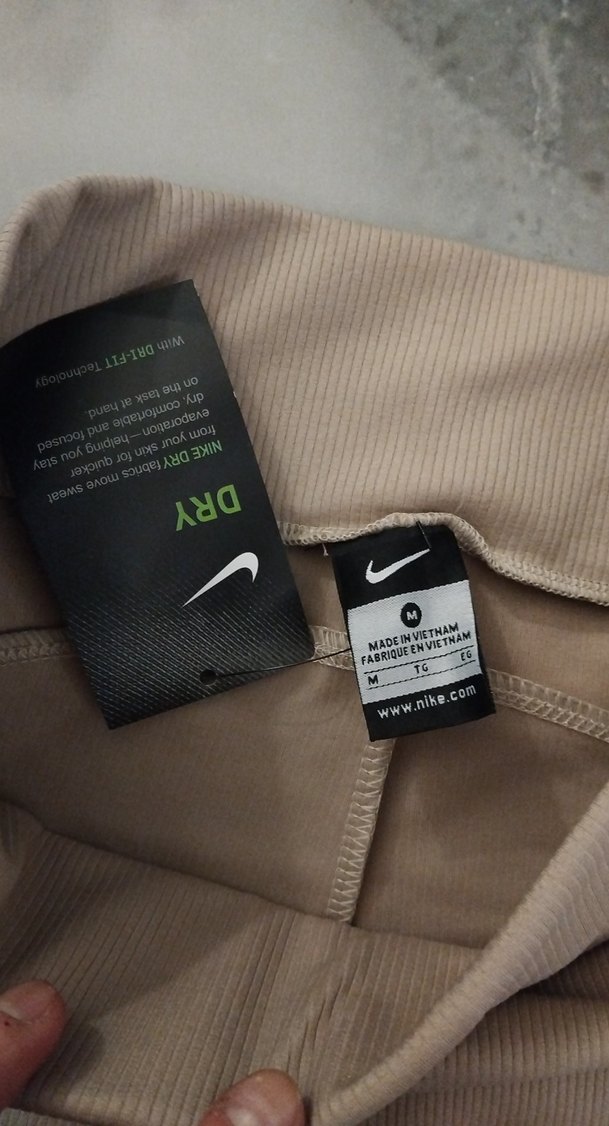 DRY
NIKE DRY fabrics move sweat
from your skin for quicker
evaporation—helping you stay
dry, comfortable and focused
on the task at hand.
With DRI-FIT Technology
M
MADE IN VIETNAM
FABRIQUE EN VIETNAM
M TG EG
www.nike.com